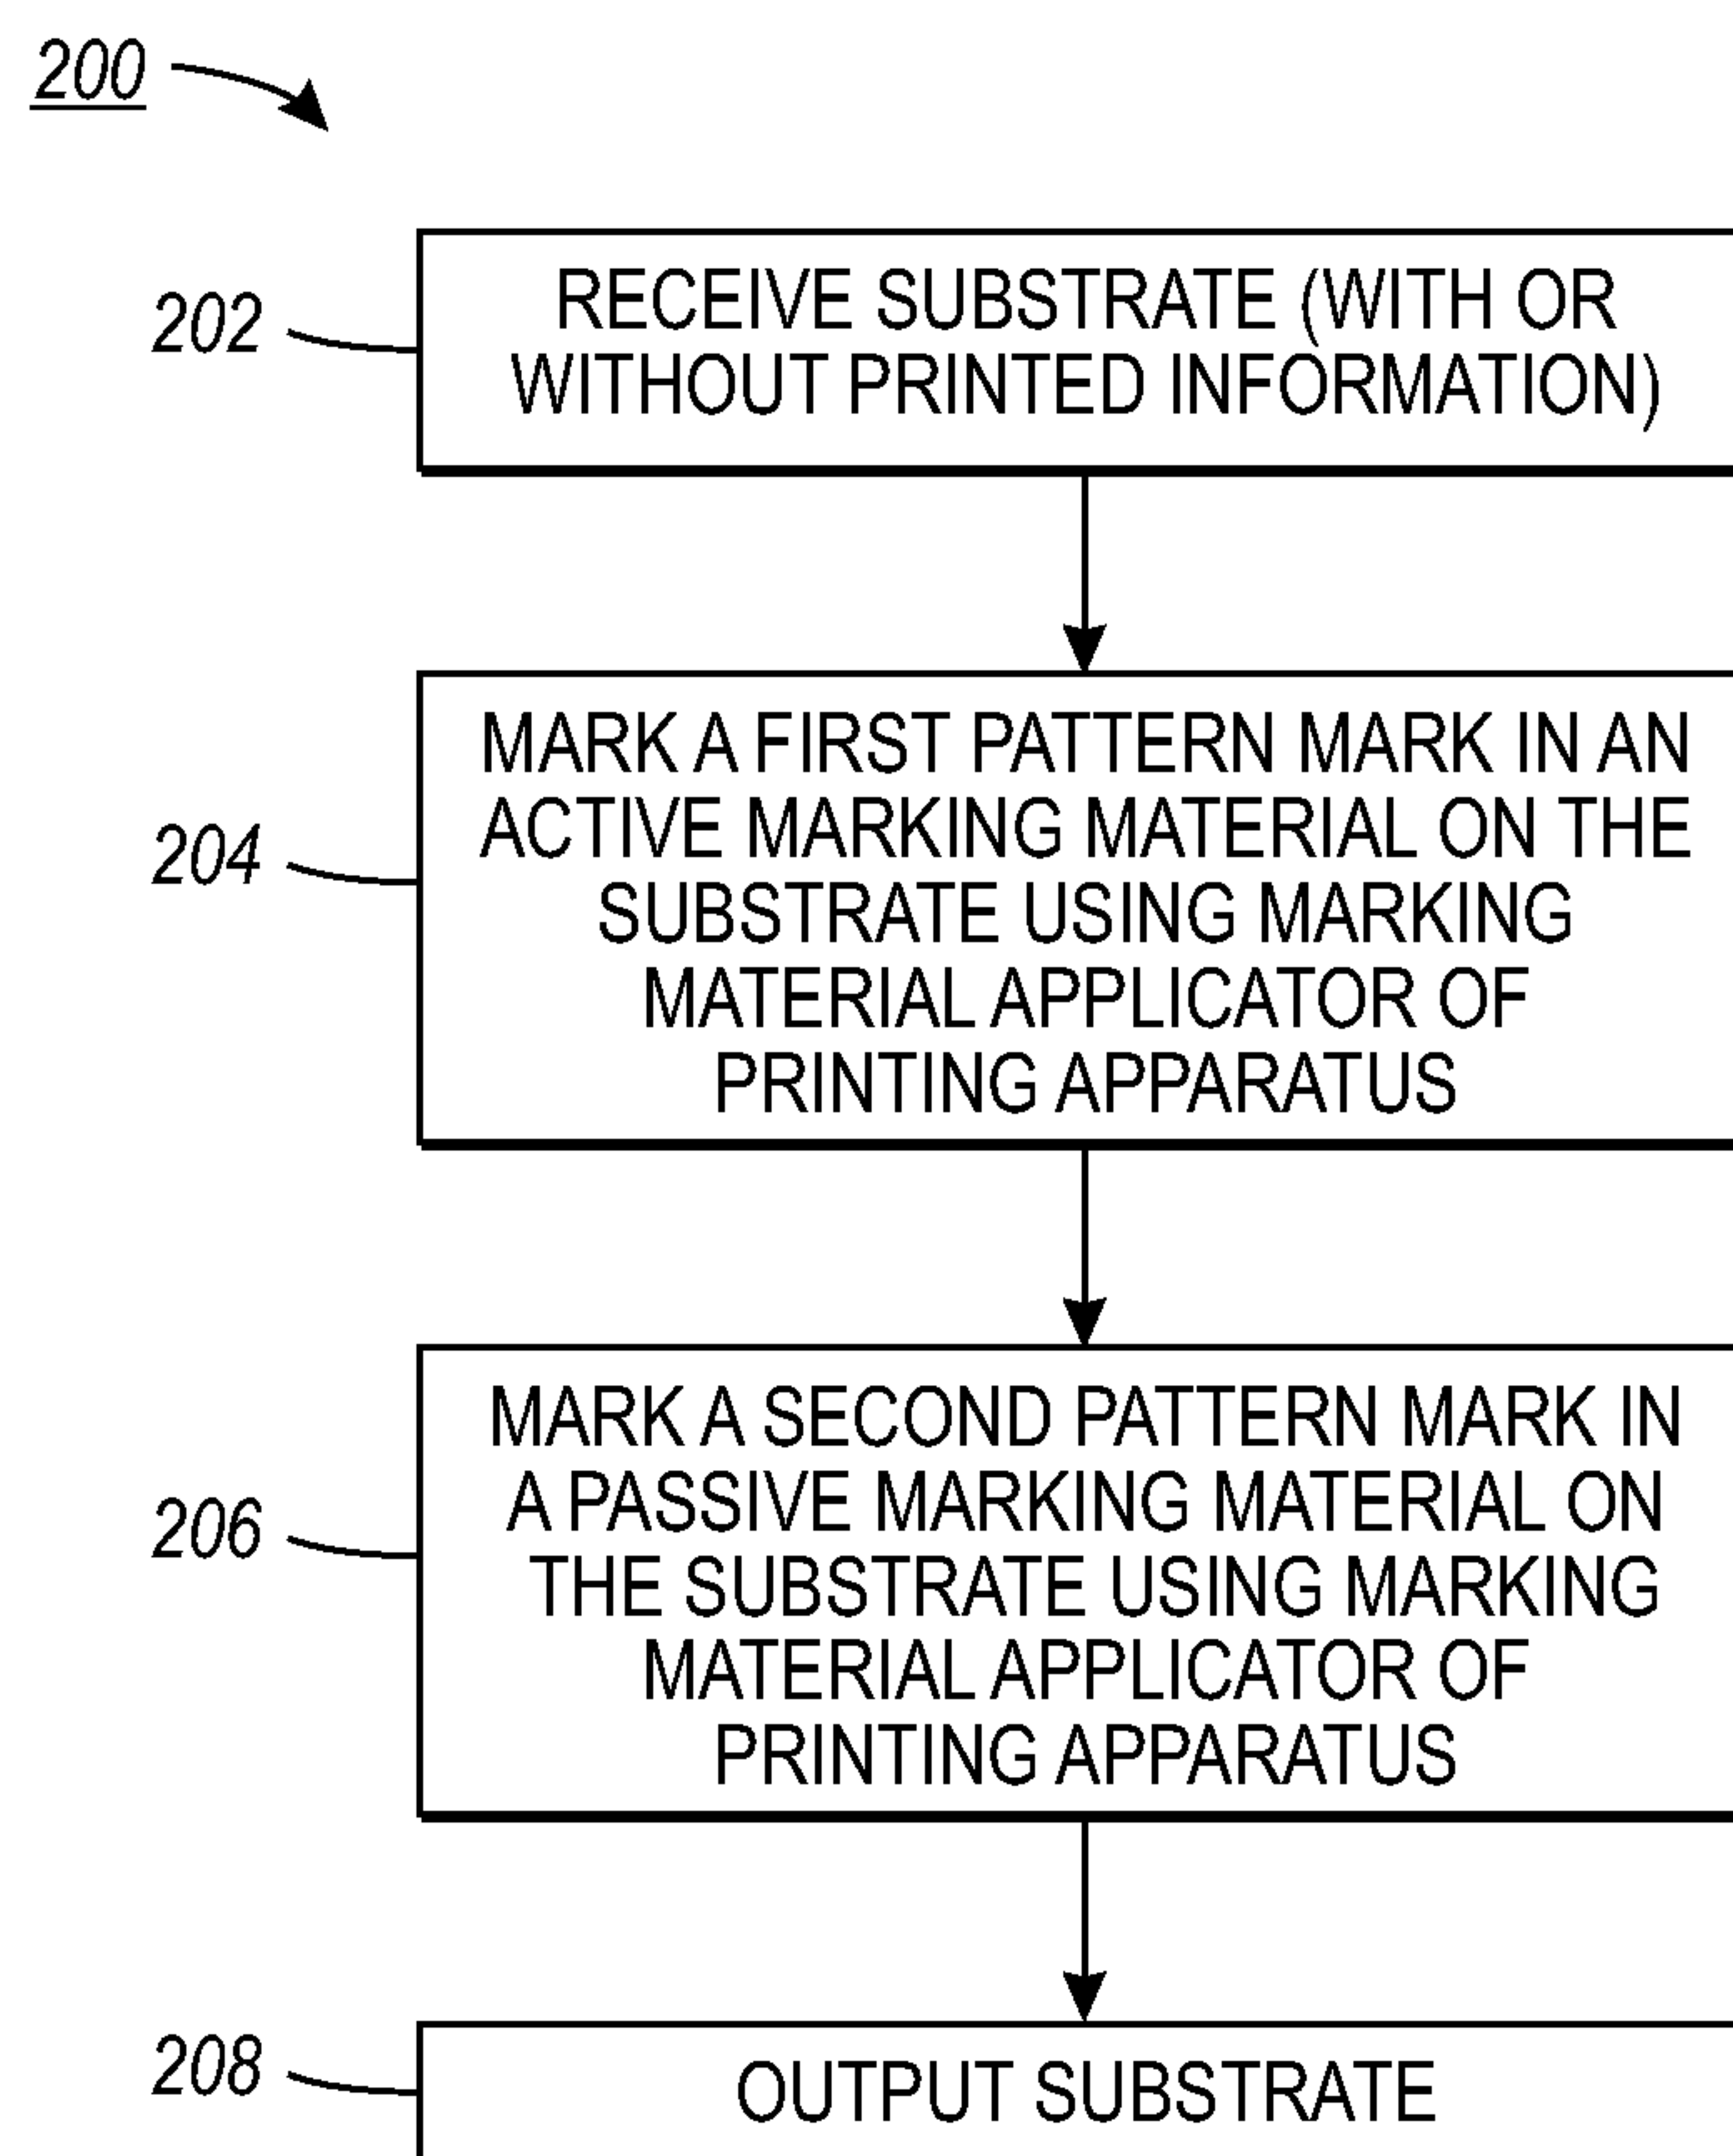 200
202
RECEIVE SUBSTRATE (WITH OR
WITHOUT PRINTED INFORMATION)
204
MARK A FIRST PATTERN MARK IN AN
ACTIVE MARKING MATERIAL ON THE
SUBSTRATE USING MARKING
MATERIAL APPLICATOR OF
PRINTING APPARATUS
206
MARK A SECOND PATTERN MARK IN
A PASSIVE MARKING MATERIAL ON
THE SUBSTRATE USING MARKING
MATERIAL APPLICATOR OF
PRINTING APPARATUS
208
OUTPUT SUBSTRATE